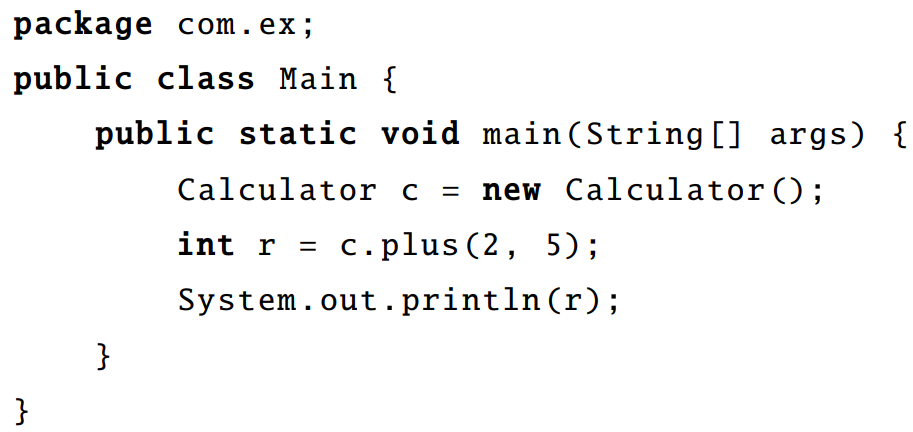 package com.ex;
public class Main {
    public static void main(String[] args) {
        Calculator c = new Calculator();
        int r = c.plus(2, 5);
        System.out.println(r);
    }
}